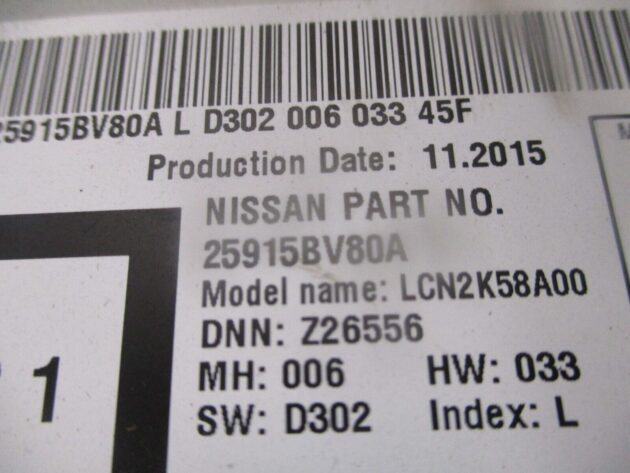 25915BV80A L D302 006 033 45F
Production Date: 11.2015
NISSAN PART NO.
25915BV80A
Model name: LCN2K58A00
DNN: Z26556
MH: 006 HW: 033
SW: D302 Index: L
1